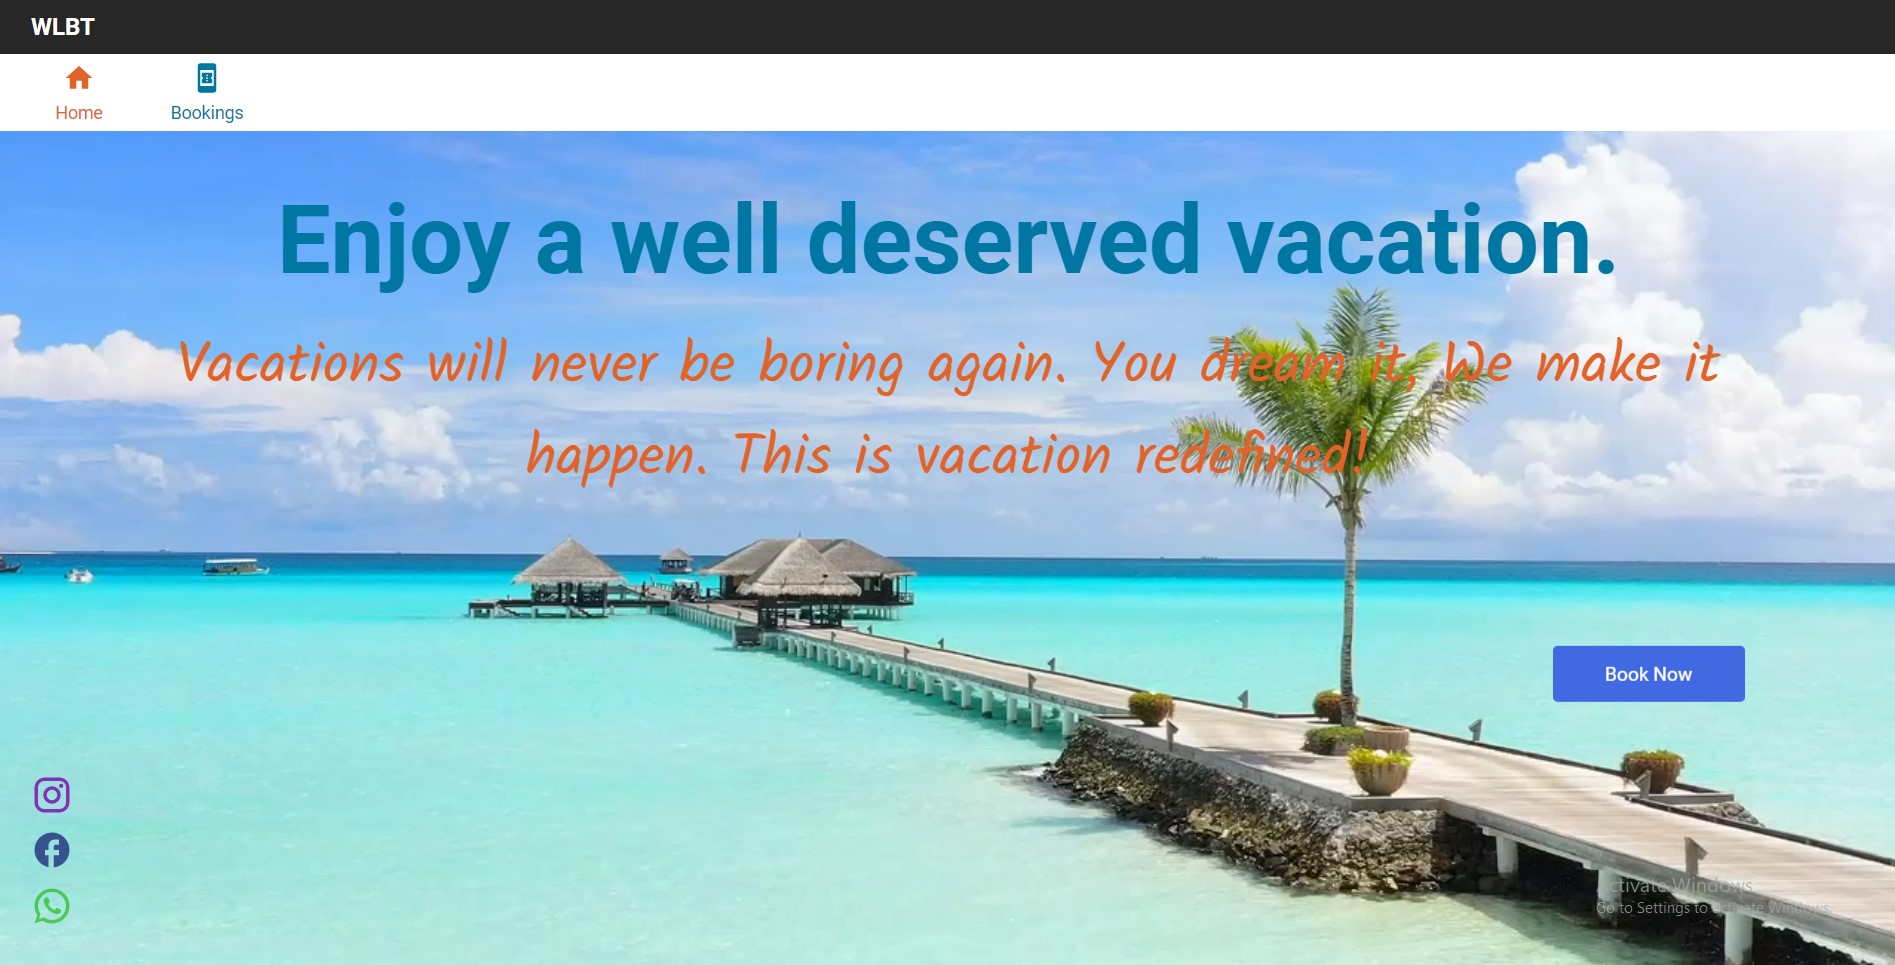 WLBT
Home
Bookings
Enjoy a well deserved vacation.
Vacations will never be boring again. You dream it, We make it
happen. This is vacation redefined!
Book Now
Activate Windows
Go to Settings to Activate Windows.